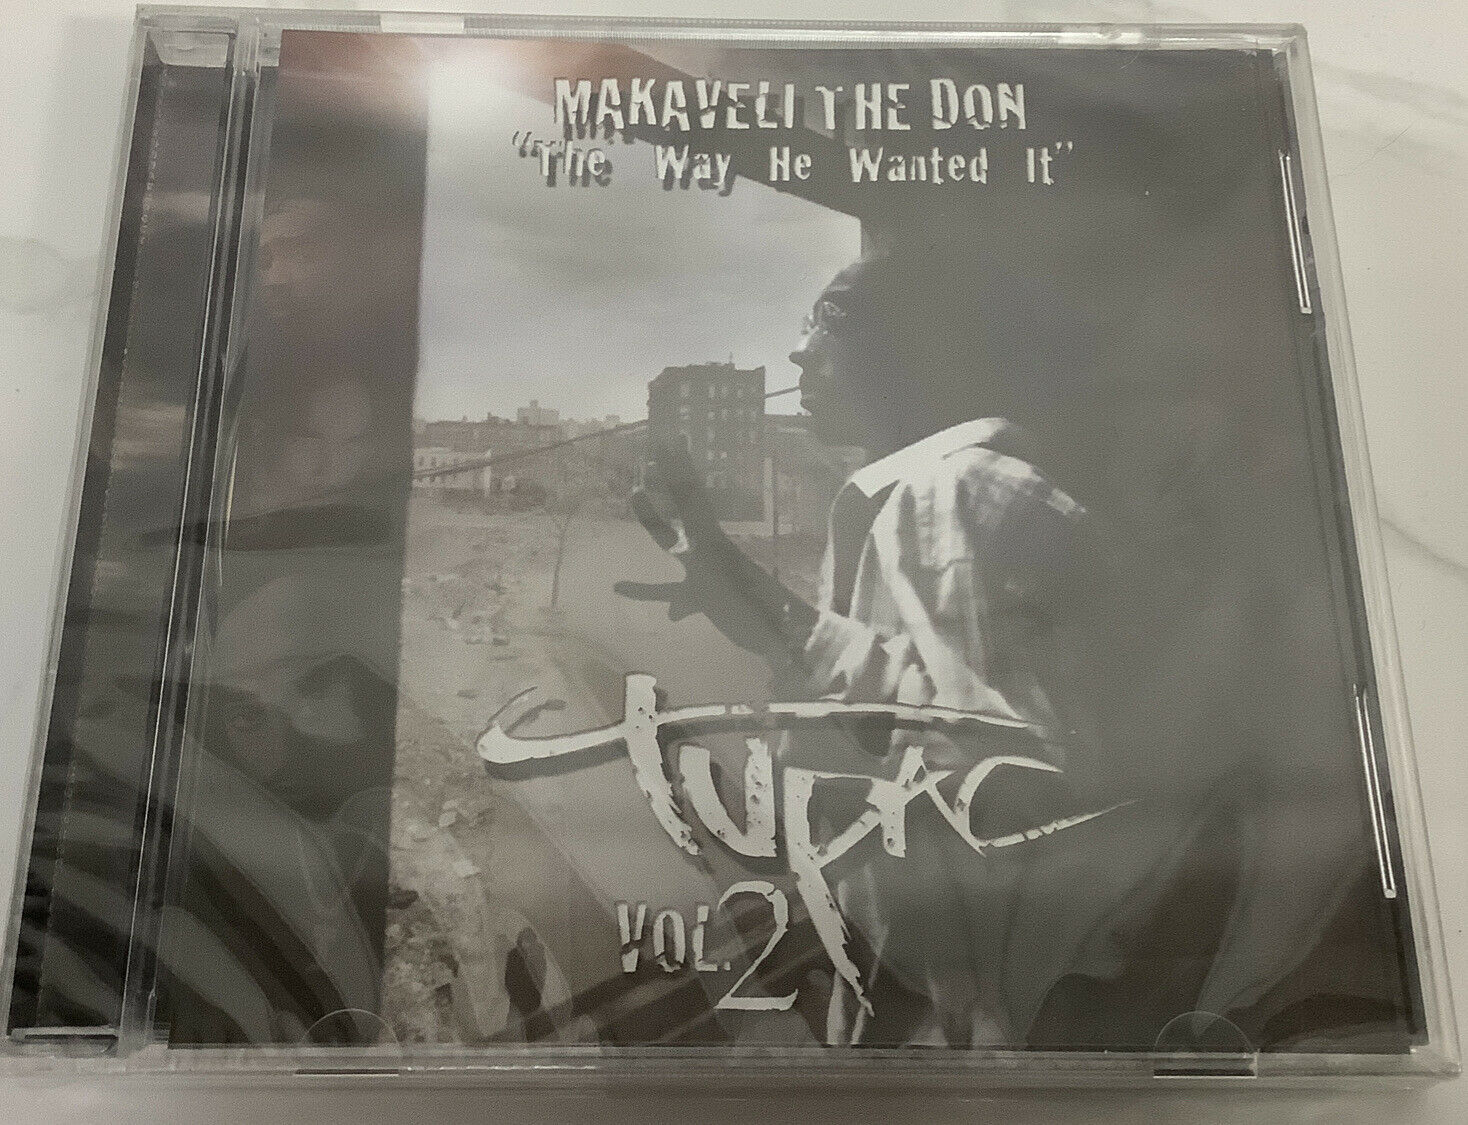 MAKAVELI THE DON
"The Way He Wanted It"
TUPAC
VOL.2